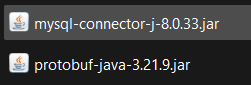 mysql-connector-j-8.0.33.jar
protobuf-java-3.21.9.jar